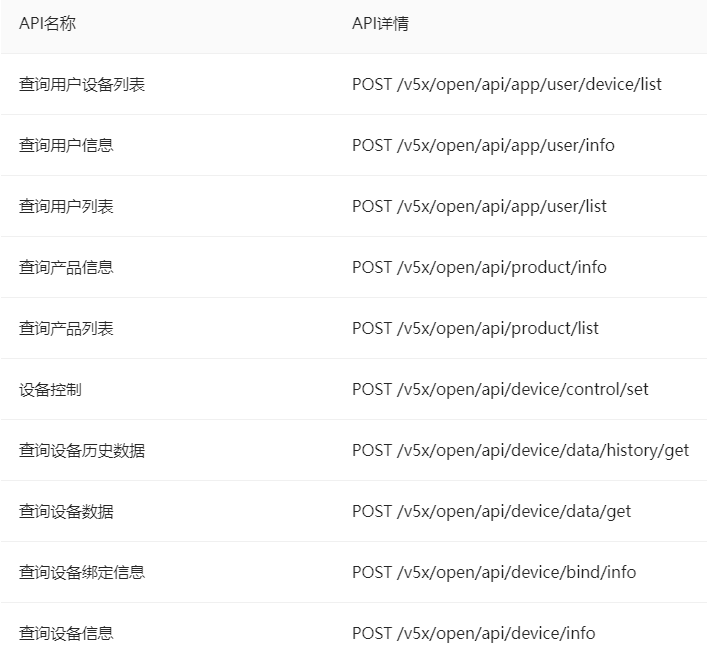 API名称 API详情
查询用户设备列表 POST /v5x/open/api/app/user/device/list
查询用户信息 POST /v5x/open/api/app/user/info
查询用户列表 POST /v5x/open/api/app/user/list
查询产品信息 POST /v5x/open/api/product/info
查询产品列表 POST /v5x/open/api/product/list
设备控制 POST /v5x/open/api/device/control/set
查询设备历史数据 POST /v5x/open/api/device/data/history/get
查询设备数据 POST /v5x/open/api/device/data/get
查询设备绑定信息 POST /v5x/open/api/device/bind/info
查询设备信息 POST /v5x/open/api/device/info